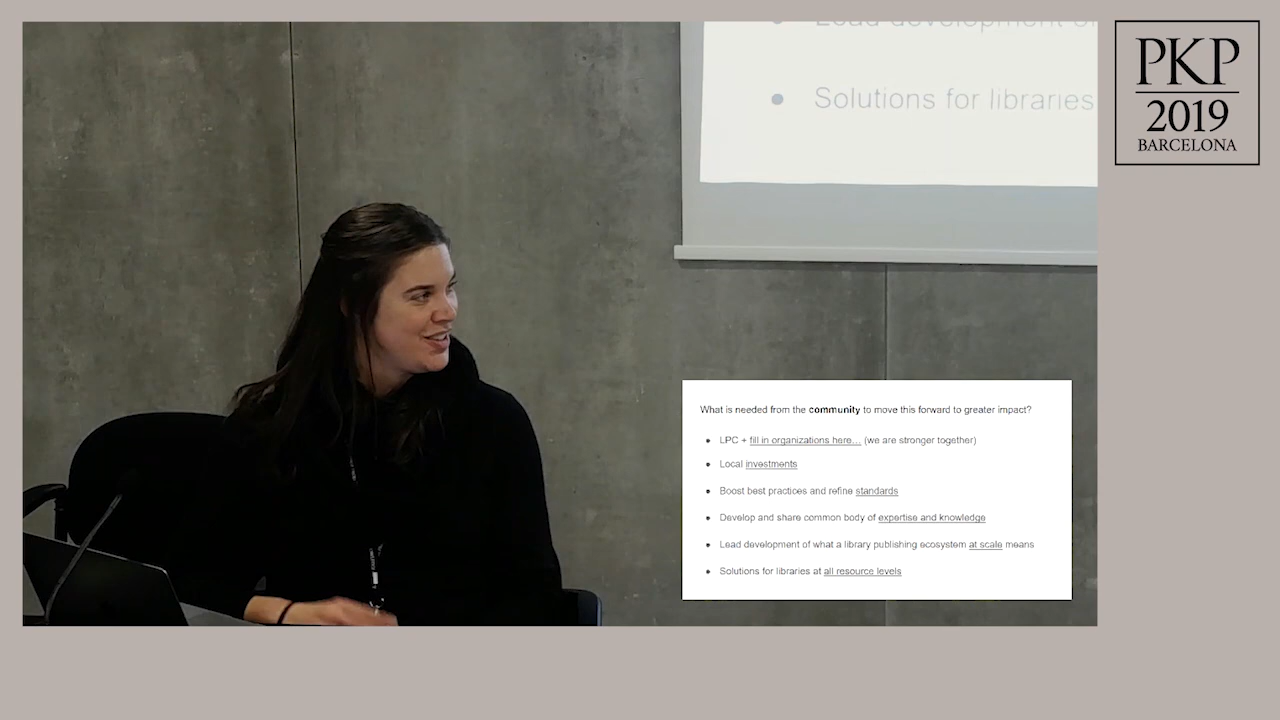 Lead development of
• Solutions for libraries
PKP
2019
BARCELONA
What is needed from the community to move this forward to greater impact?
• LPC + fill in organizations here... (we are stronger together)
• Local investments
• Boost best practices and refine standards
• Develop and share common body of expertise and knowledge
• Lead development of what a library publishing ecosystem at scale means
• Solutions for libraries at all resource levels